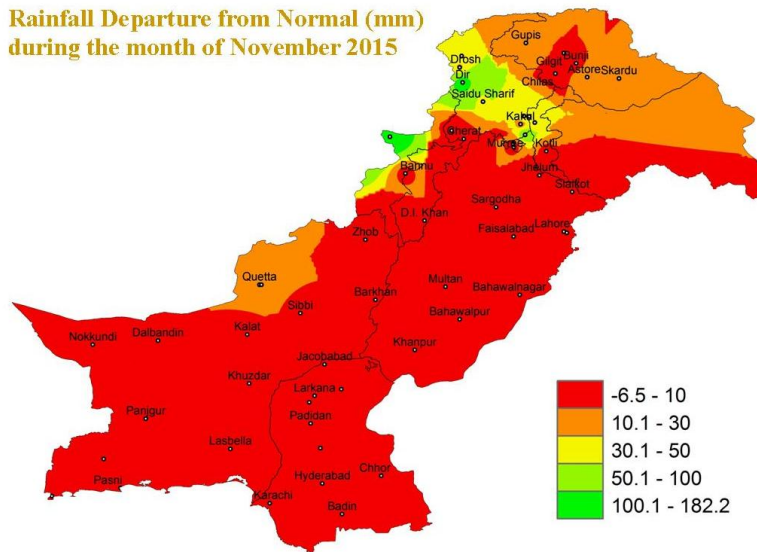 Rainfall Departure from Normal (mm)
during the month of November 2015
Gupis
Drosh
Bunji
Gilgit
Dir
Astore
Skardu
Chilas
Saidu Sharif
Kakul
Cherat
Murree
Kotli
Bannu
Jhelum
Sialkot
Sargodha
D.I. Khan
Lahore
Zhob
Faisalabad
Quetta
Multan
Barkhan
Bahawalnagar
Sibbi
Bahawalpur
Nokkundi
Dalbandin
Kalat
Khanpur
Jacobabad
Khuzdar
Larkana
Panjgur
Padidan
Lasbella
Pasni
Hyderabad
Chhor
Karachi
Badin
-6.5 - 10
10.1 - 30
30.1 - 50
50.1 - 100
100.1 - 182.2